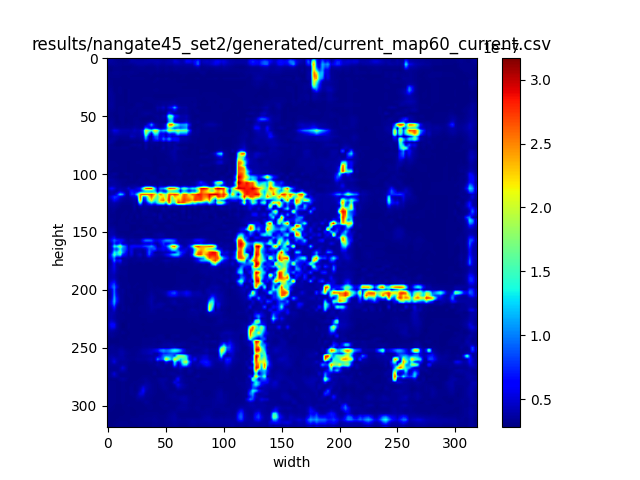 results/nangate45_set2/generated/current_map60_current.csv
1e−7
0
50
100
150
200
250
300
height
0 50 100 150 200 250 300
width
3.0
2.5
2.0
1.5
1.0
0.5